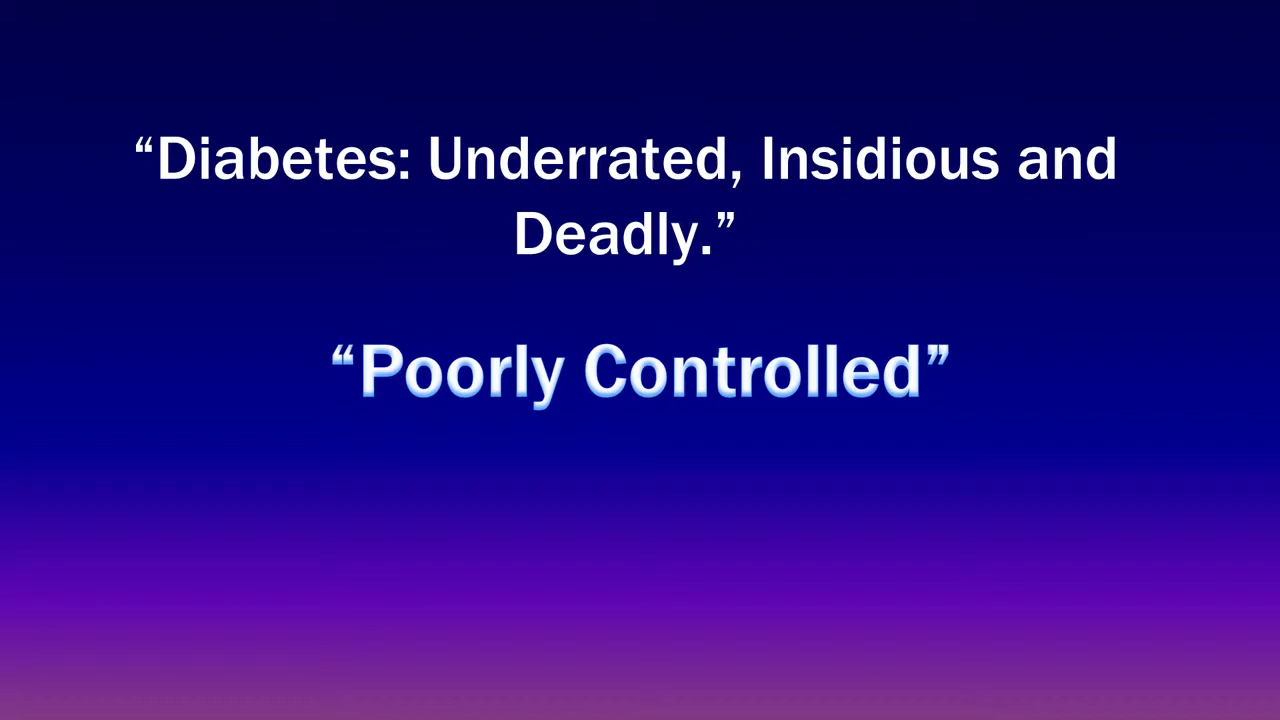 “Diabetes: Underrated, Insidious and
Deadly.”
“Poorly Controlled”